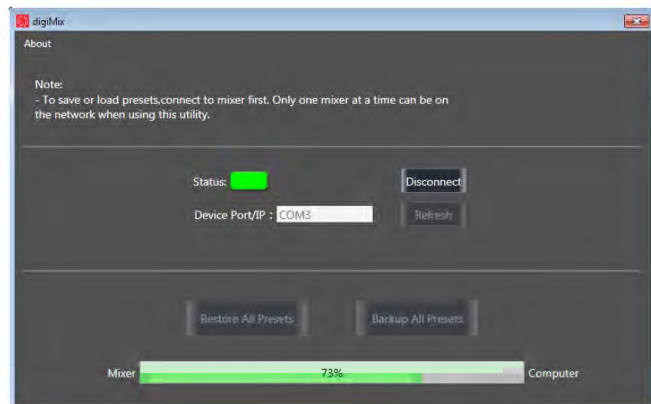 digiMix
About
Note:
- To save or load presets,connect to mixer first. Only one mixer at a time can be on
the network when using this utility.
Status:
Disconnect
Device Port/IP : COM3
Refresh
Restore All Presets
Backup All Presets
Mixer
73%
Computer